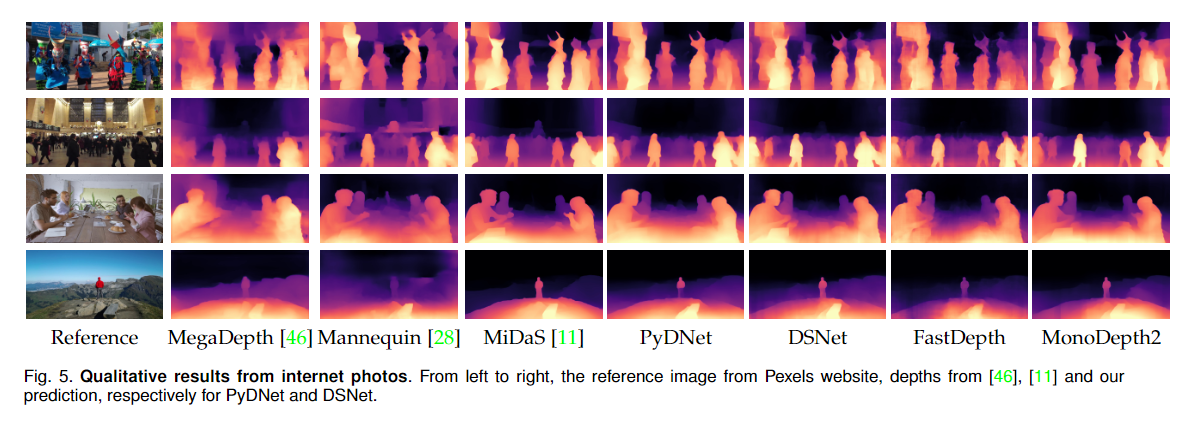 Reference MegaDepth [46] Mannequin [28] MiDaS [11] PyDNet DSNet FastDepth MonoDepth2
Fig. 5. Qualitative results from internet photos. From left to right, the reference image from Pexels website, depths from [46], [11] and our
prediction, respectively for PyDNet and DSNet.